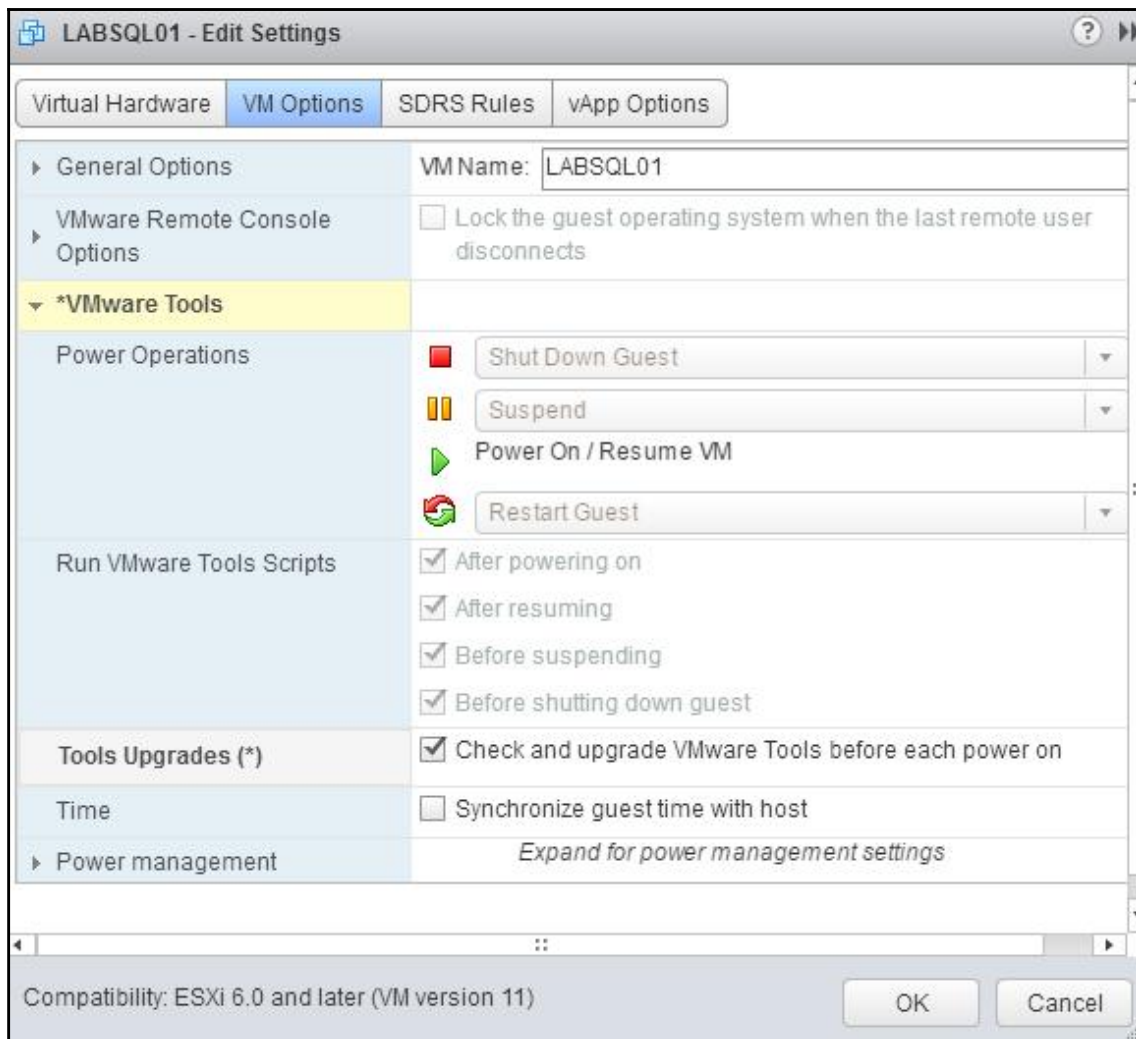 LABSQL01 - Edit Settings
Virtual Hardware VM Options SDRS Rules vApp Options
General Options VM Name: LABSQL01
VMware Remote Console Options Lock the guest operating system when the last remote user
disconnects
*VMware Tools
Power Operations Shut Down Guest
Suspend
Power On / Resume VM
Restart Guest
Run VMware Tools Scripts After powering on
After resuming
Before suspending
Before shutting down guest
Tools Upgrades (*) Check and upgrade VMware Tools before each power on
Time Synchronize guest time with host
Power management Expand for power management settings
Compatibility: ESXi 6.0 and later (VM version 11) OK Cancel